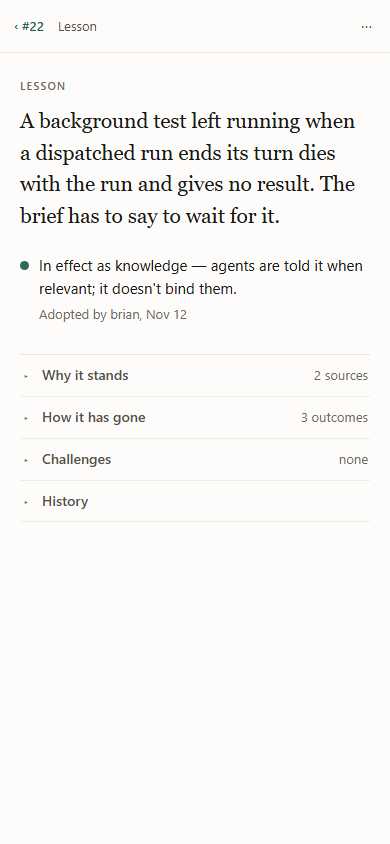 ‹ #22 Lesson ...
LESSON
A background test left running when
a dispatched run ends its turn dies
with the run and gives no result. The
brief has to say to wait for it.
In effect as knowledge — agents are told it when
relevant; it doesn't bind them.
Adopted by brian, Nov 12
▸ Why it stands 2 sources
▸ How it has gone 3 outcomes
▸ Challenges none
▸ History